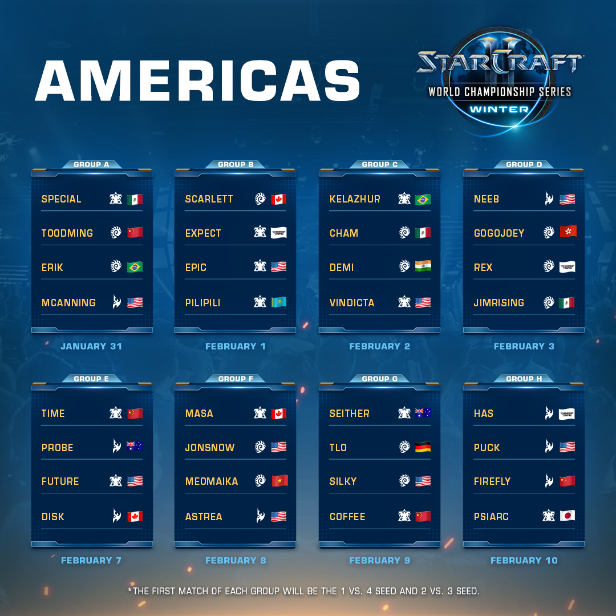 AMERICAS
STARCRAFT
II
WORLD CHAMPIONSHIP SERIES
WINTER
GROUP A
SPECIAL
TOODMING
ERIK
MCANNING
JANUARY 31
GROUP B
SCARLETT
EXPECT
EPIC
PILIPILI
FEBRUARY 1
GROUP C
KELAZHUR
CHAM
DEMI
VINDICTA
FEBRUARY 2
GROUP D
NEEB
GOGOJOEY
REX
JIMRISING
FEBRUARY 3
GROUP E
TIME
PROBE
FUTURE
DISK
FEBRUARY 7
GROUP F
MASA
JONSNOW
MEOMAIKA
ASTREA
FEBRUARY 8
GROUP G
SEITHER
TLO
SILKY
COFFEE
FEBRUARY 9
GROUP H
HAS
PUCK
FIREFLY
PSIARC
FEBRUARY 10
*THE FIRST MATCH OF EACH GROUP WILL BE THE 1 VS. 4 SEED AND 2 VS. 3 SEED.